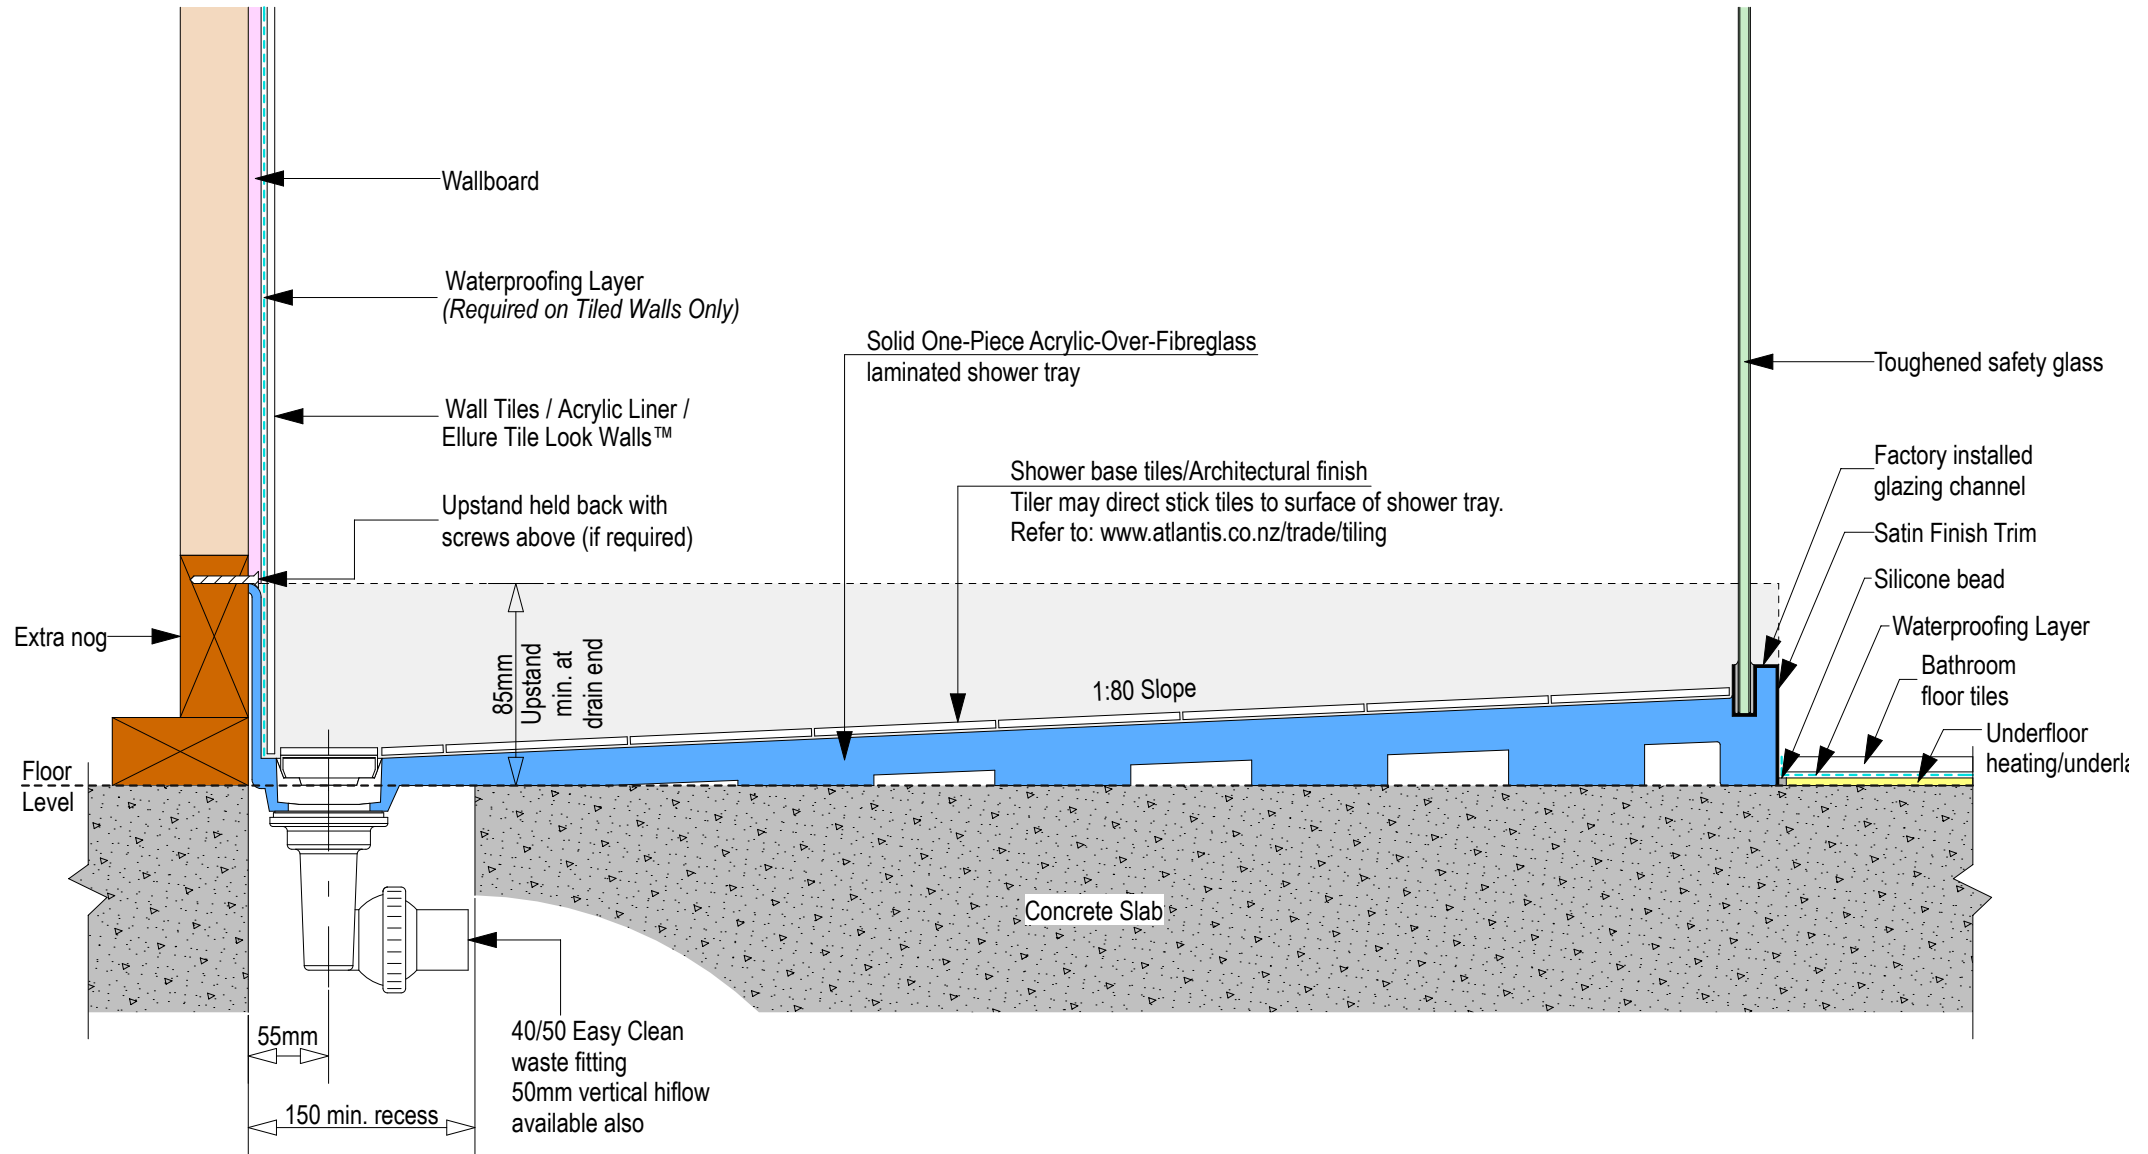 Wallboard
Waterproofing Layer
(Required on Tiled Walls Only)
Solid One-Piece Acrylic-Over-Fibreglass
laminated shower tray
Toughened safety glass
Wall Tiles / Acrylic Liner /
Ellure Tile Look Walls™
Shower base tiles/Architectural finish
Tiler may direct stick tiles to surface of shower tray.
Refer to: www.atlantis.co.nz/trade/tiling
Factory installed
glazing channel
Upstand held back with
screws above (if required)
Satin Finish Trim
Silicone bead
Extra nog
Waterproofing Layer
85mm
Upstand
min. at
drain end
1:80 Slope
Bathroom
floor tiles
Underfloor
heating/underla
Floor
Level
Concrete Slab
55mm
40/50 Easy Clean
waste fitting
50mm vertical hiflow
available also
150 min. recess